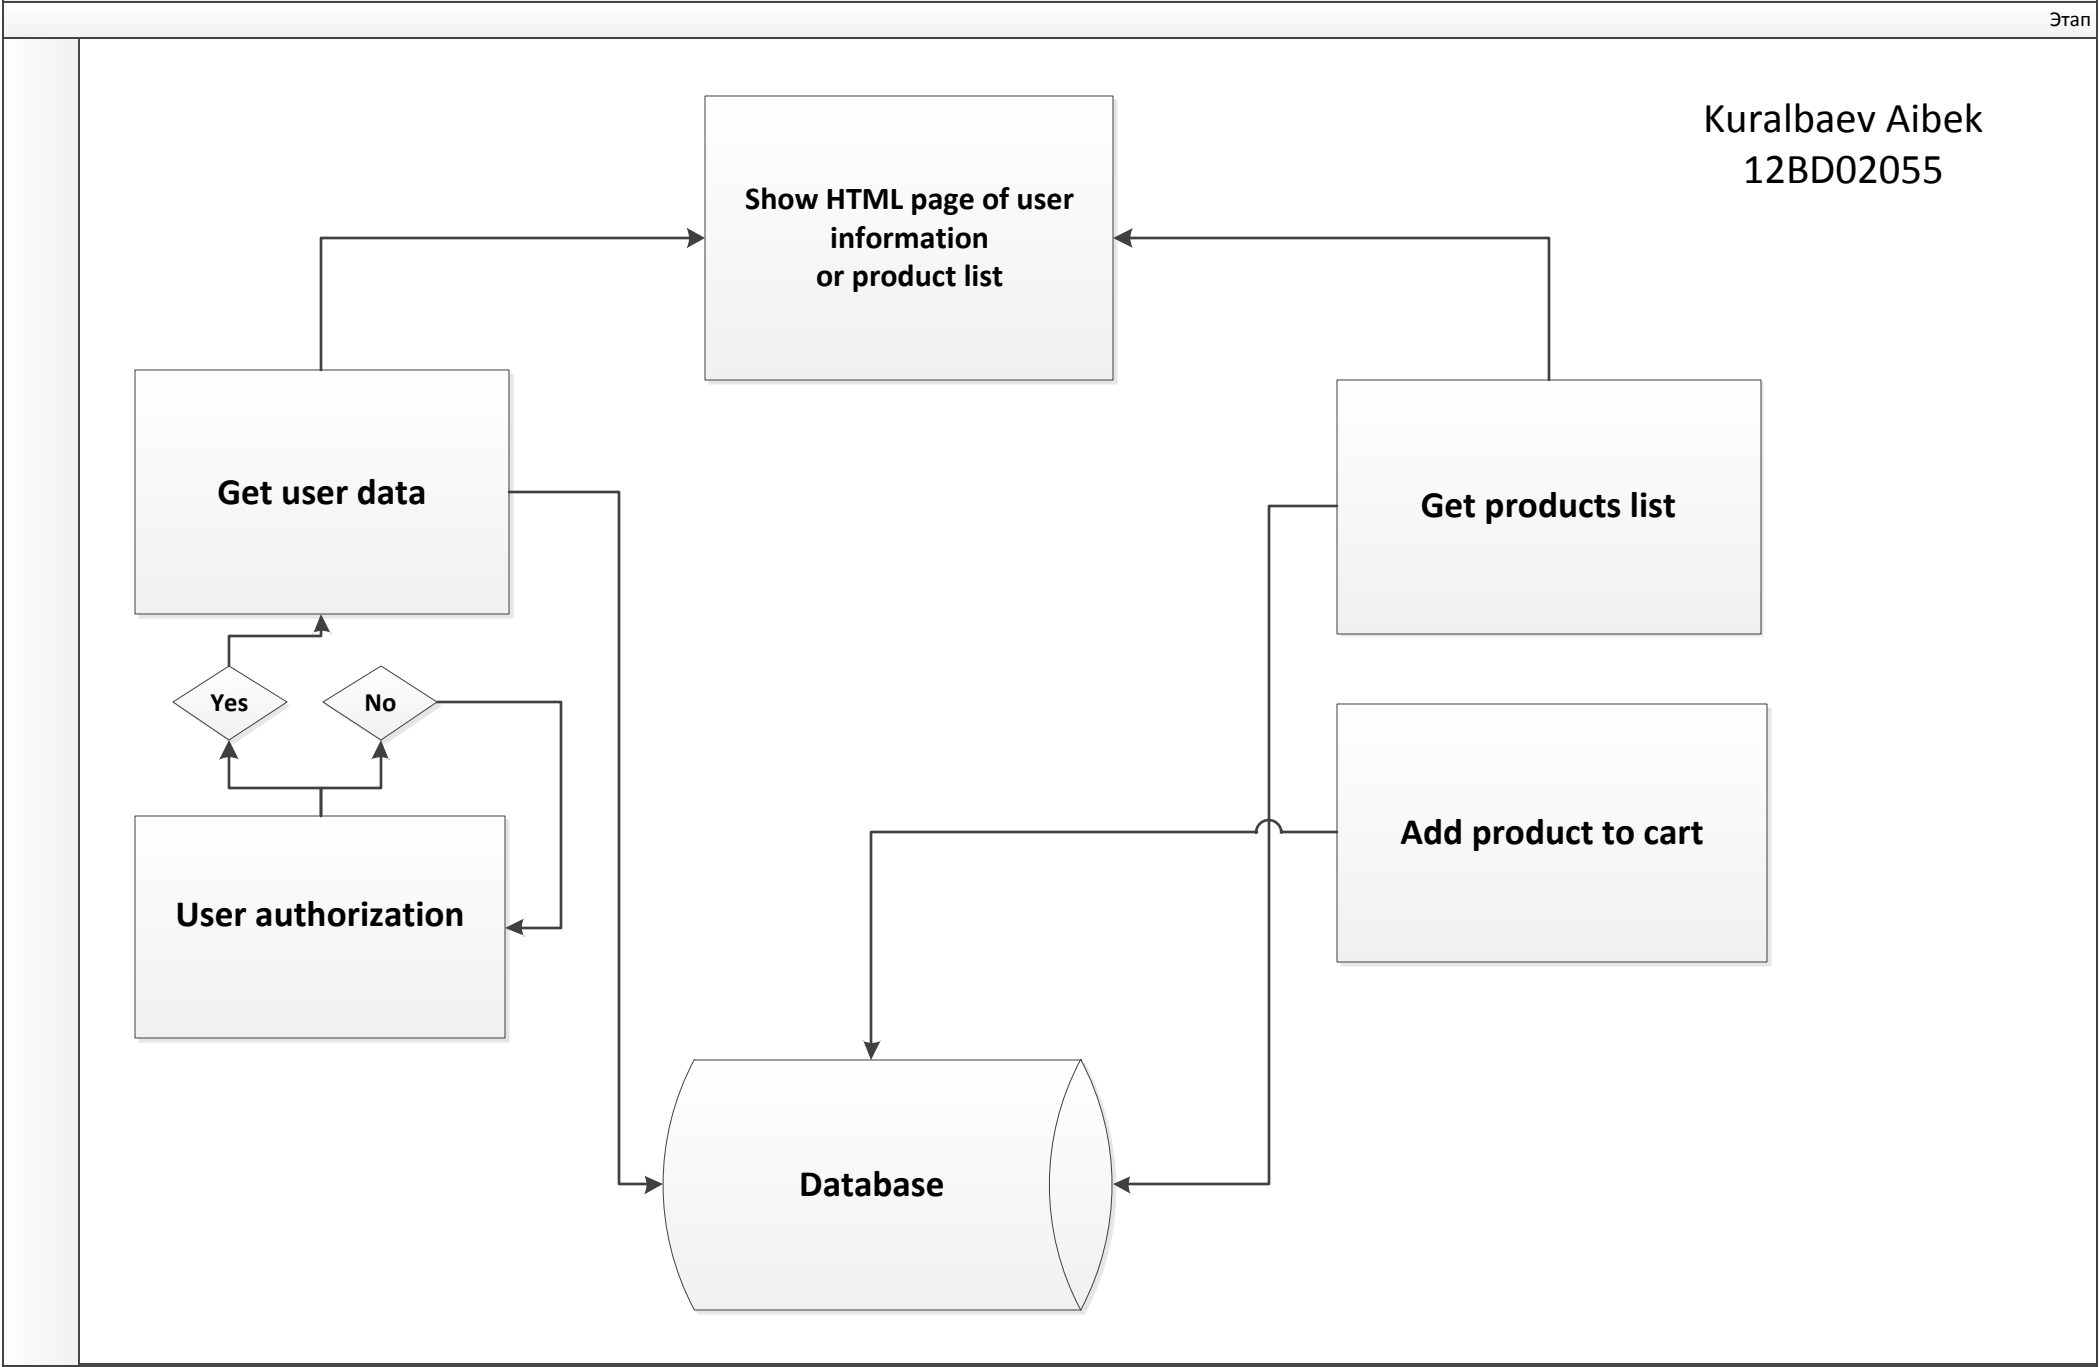 Этап
Kuralbaev Aibek
12BD02055
Show HTML page of user
information
or product list
Get user data
Get products list
Yes
No
Add product to cart
User authorization
Database